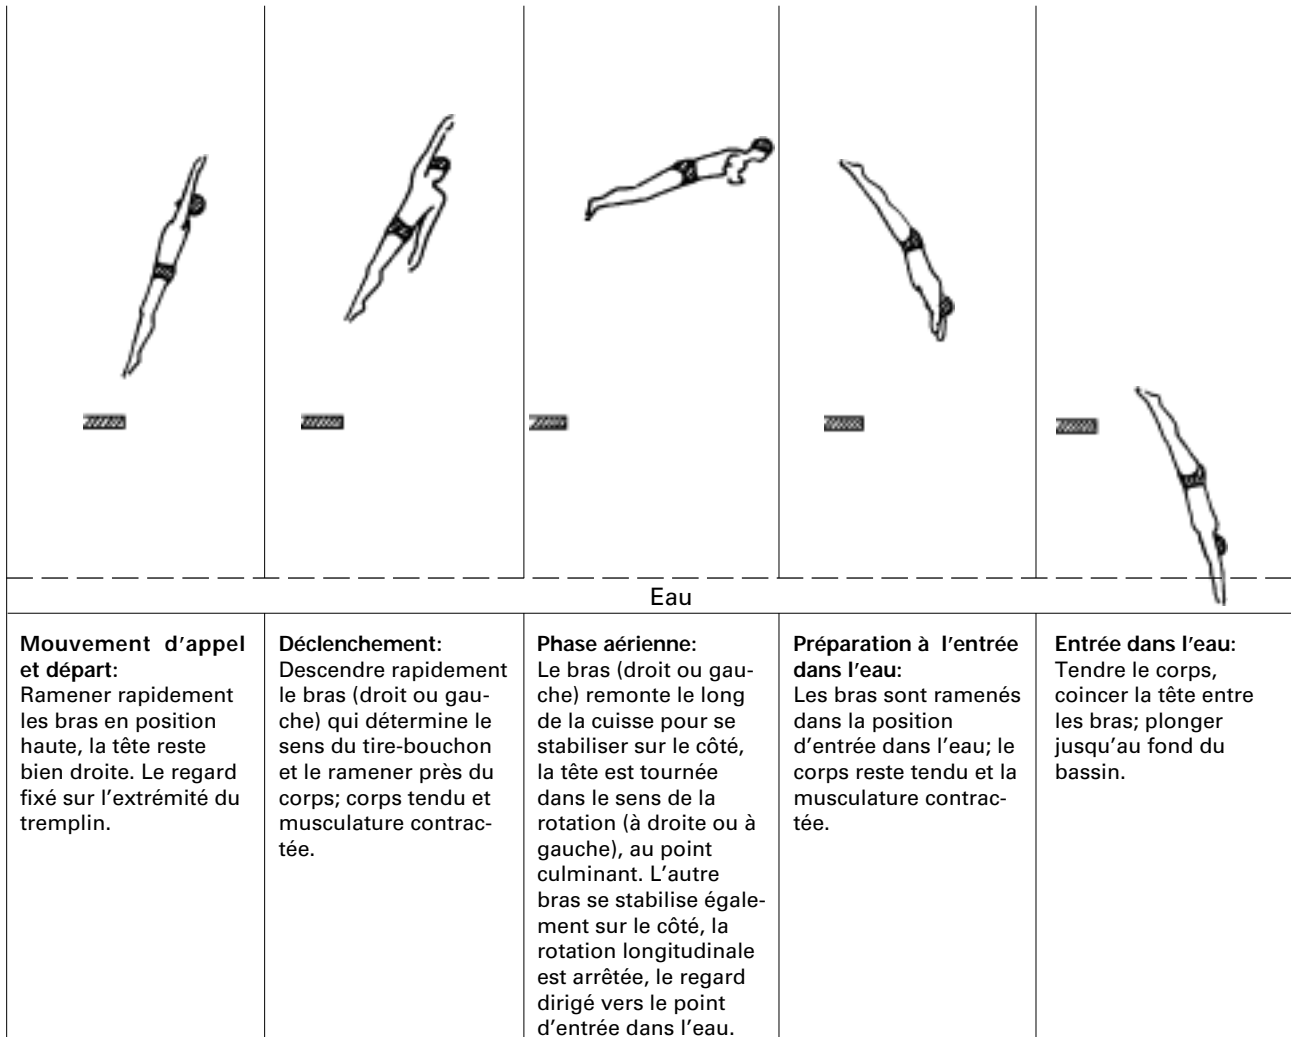 Eau
Mouvement d'appel
et départ:
Ramener rapidement
les bras en position
haute, la tête reste
bien droite. Le regard
fixé sur l'extrémité du
tremplin.
Déclenchement:
Descendre rapidement
le bras (droit ou gau-
che) qui détermine le
sens du tire-bouchon
et le ramener près du
corps; corps tendu et
musculature contrac-
tée.
Phase aérienne:
Le bras (droit ou gau-
che) remonte le long
de la cuisse pour se
stabiliser sur le côté,
la tête est tournée
dans le sens de la
rotation (à droite ou à
gauche), au point
culminant. L'autre
bras se stabilise égale-
ment sur le côté, la
rotation longitudinale
est arrêtée, le regard
dirigé vers le point
d'entrée dans l'eau.
Préparation à l'entrée
dans l'eau:
Les bras sont ramenés
dans la position
d'entrée dans l'eau; le
corps reste tendu et la
musculature contrac-
tée.
Entrée dans l'eau:
Tendre le corps,
coincer la tête entre
les bras; plonger
jusqu'au fond du
bassin.